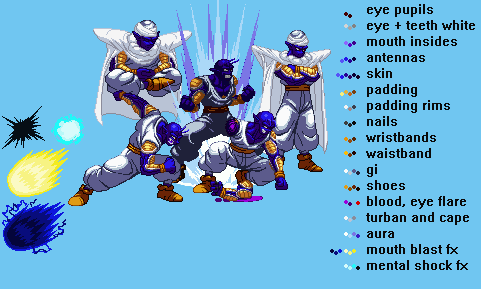 eye pupils
eye + teeth white
mouth insides
antennas
skin
padding
padding rims
nails
wristbands
waistband
gi
shoes
blood, eye flare
turban and cape
aura
mouth blast fx
mental shock fx